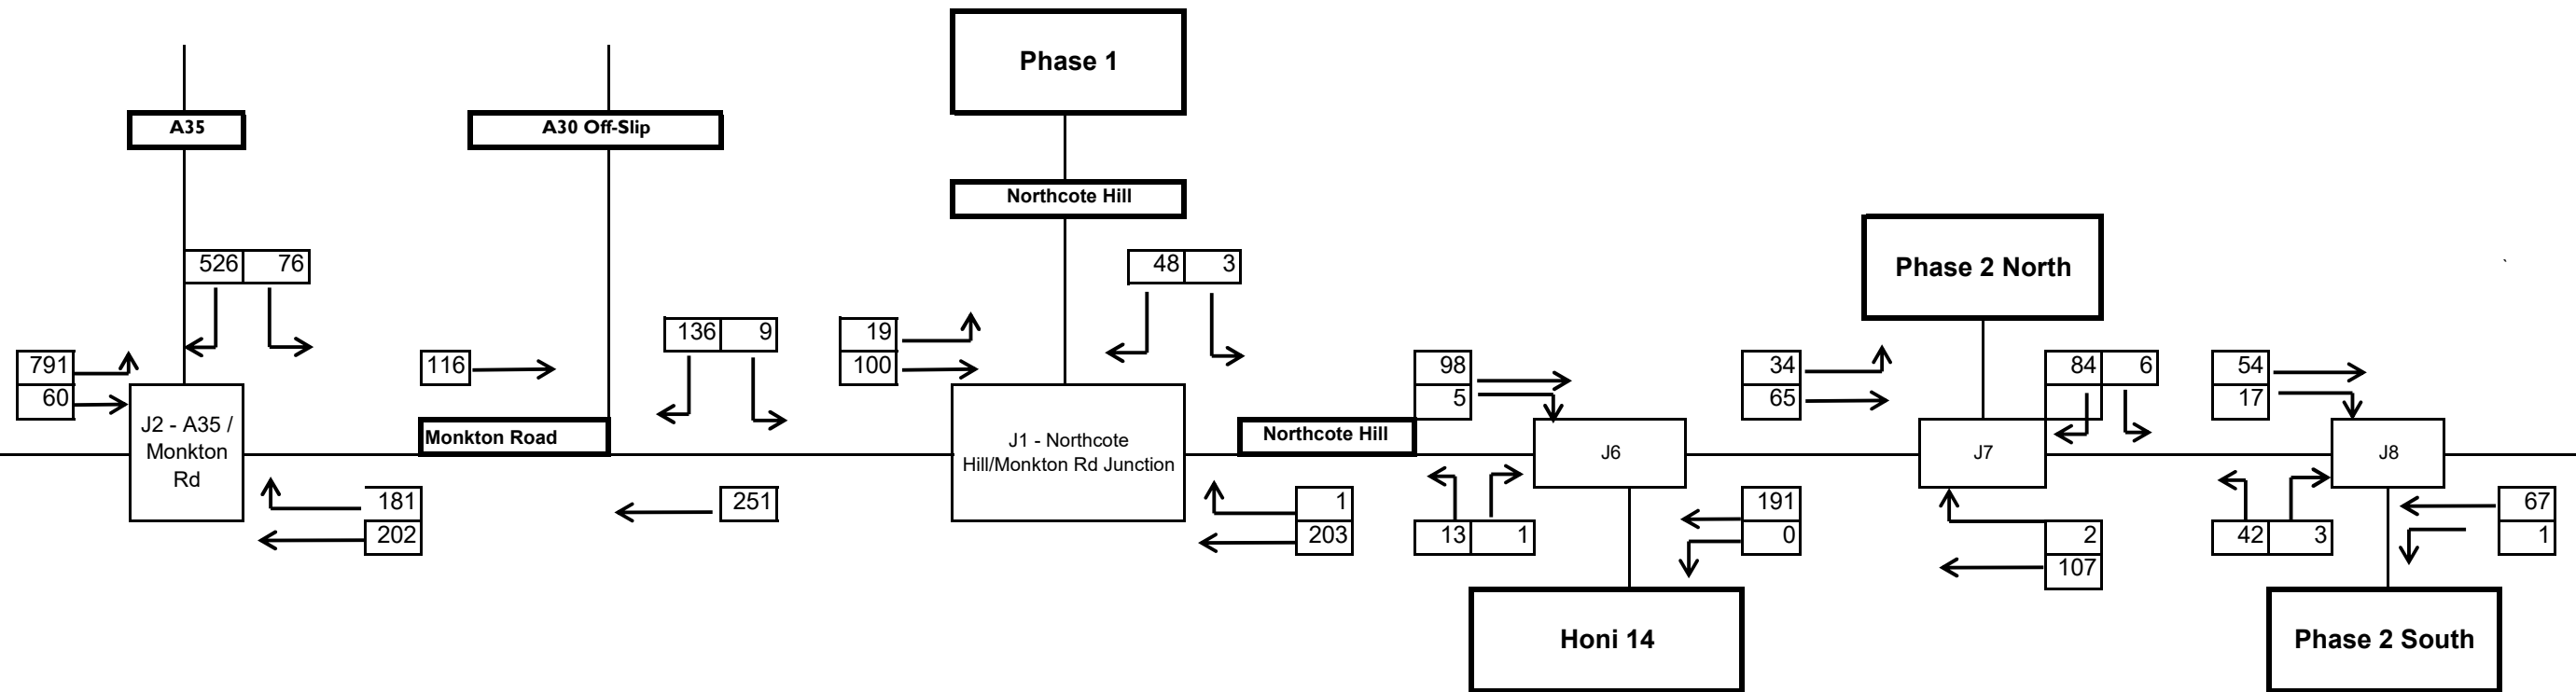 Phase 1
A35
A30 Off-Slip
Northcote Hill
526 76
48 3
Phase 2 North
136 9
19
100
791
60
116
98
5
34
65
84 6
54
17
J2 - A35 /
Monkton
Rd
Monkton Road
J1 - Northcote
Hill/Monkton Rd Junction
Northcote Hill
J6
J7
J8
181
202
251
1
203
13 1
191
0
2
107
42 3
67
1
Honi 14
Phase 2 South